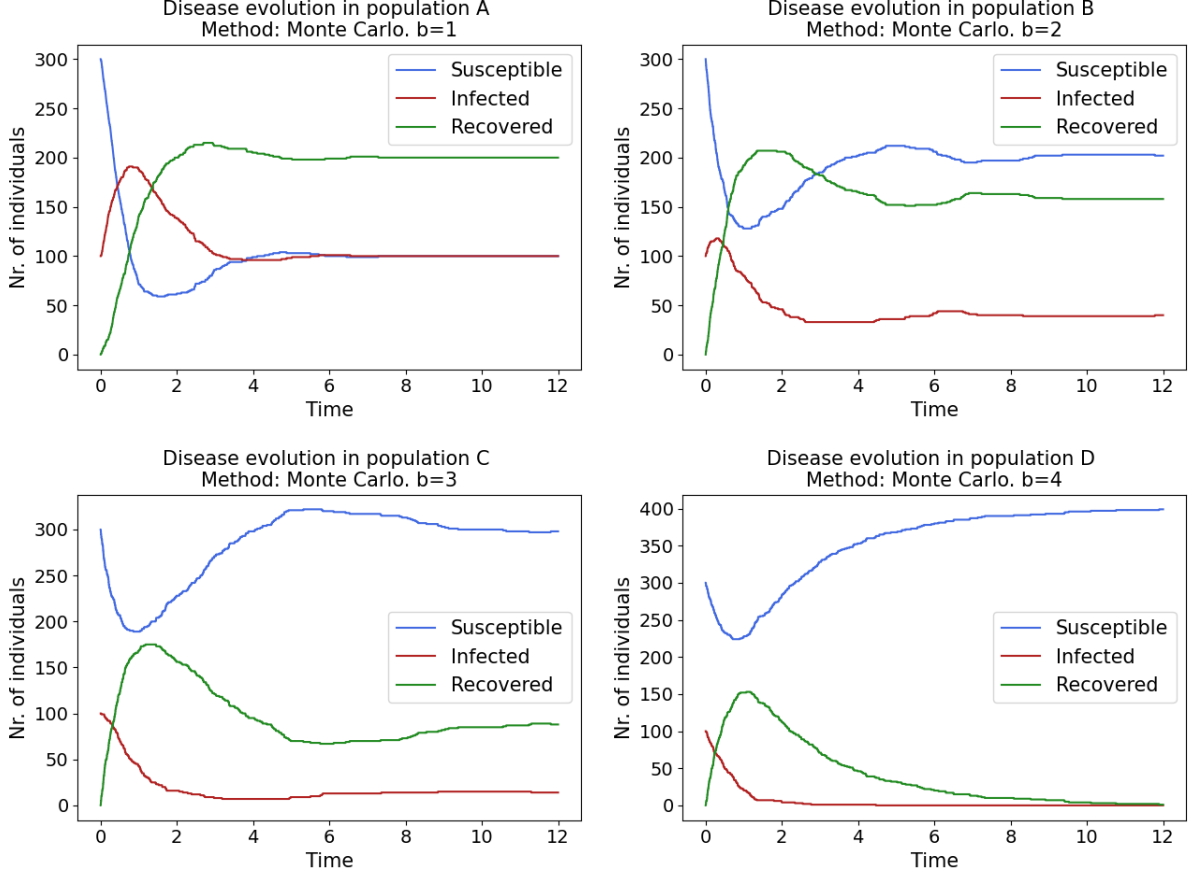 Disease evolution in population A
Method: Monte Carlo. b=1
300
250
200
150
100
50
0
Nr. of individuals
Susceptible
Infected
Recovered
0 2 4 6 8 10 12
Time
Disease evolution in population B
Method: Monte Carlo. b=2
300
250
200
150
100
50
0
Nr. of individuals
Susceptible
Infected
Recovered
0 2 4 6 8 10 12
Time
Disease evolution in population C
Method: Monte Carlo. b=3
300
250
200
150
100
50
0
Nr. of individuals
Susceptible
Infected
Recovered
0 2 4 6 8 10 12
Time
Disease evolution in population D
Method: Monte Carlo. b=4
400
350
300
250
200
150
100
50
0
Nr. of individuals
Susceptible
Infected
Recovered
0 2 4 6 8 10 12
Time